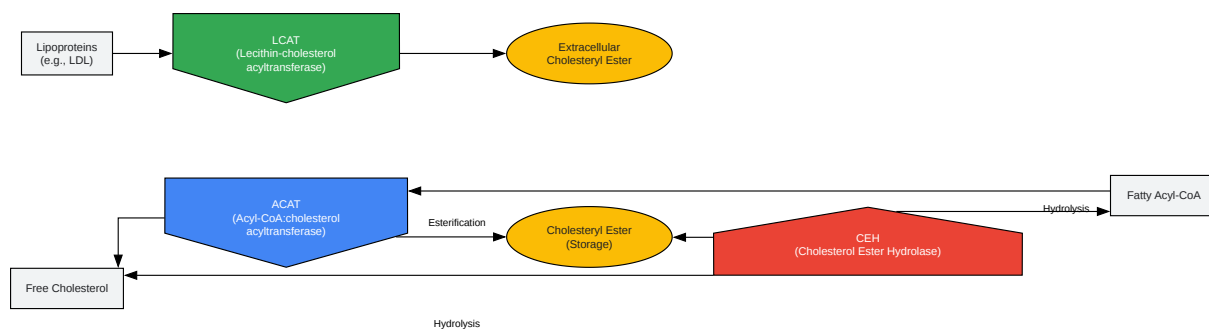 Lipoproteins
(e.g., LDL)
LCAT
(Lecithin-cholesterol
acyltransferase)
Extracellular
Cholesteryl Ester
ACAT
(Acyl-CoA:cholesterol
acyltransferase)
Esterification
Cholesteryl Ester
(Storage)
CEH
(Cholesterol Ester Hydrolase)
Hydrolysis
Fatty Acyl-CoA
Free Cholesterol
Hydrolysis